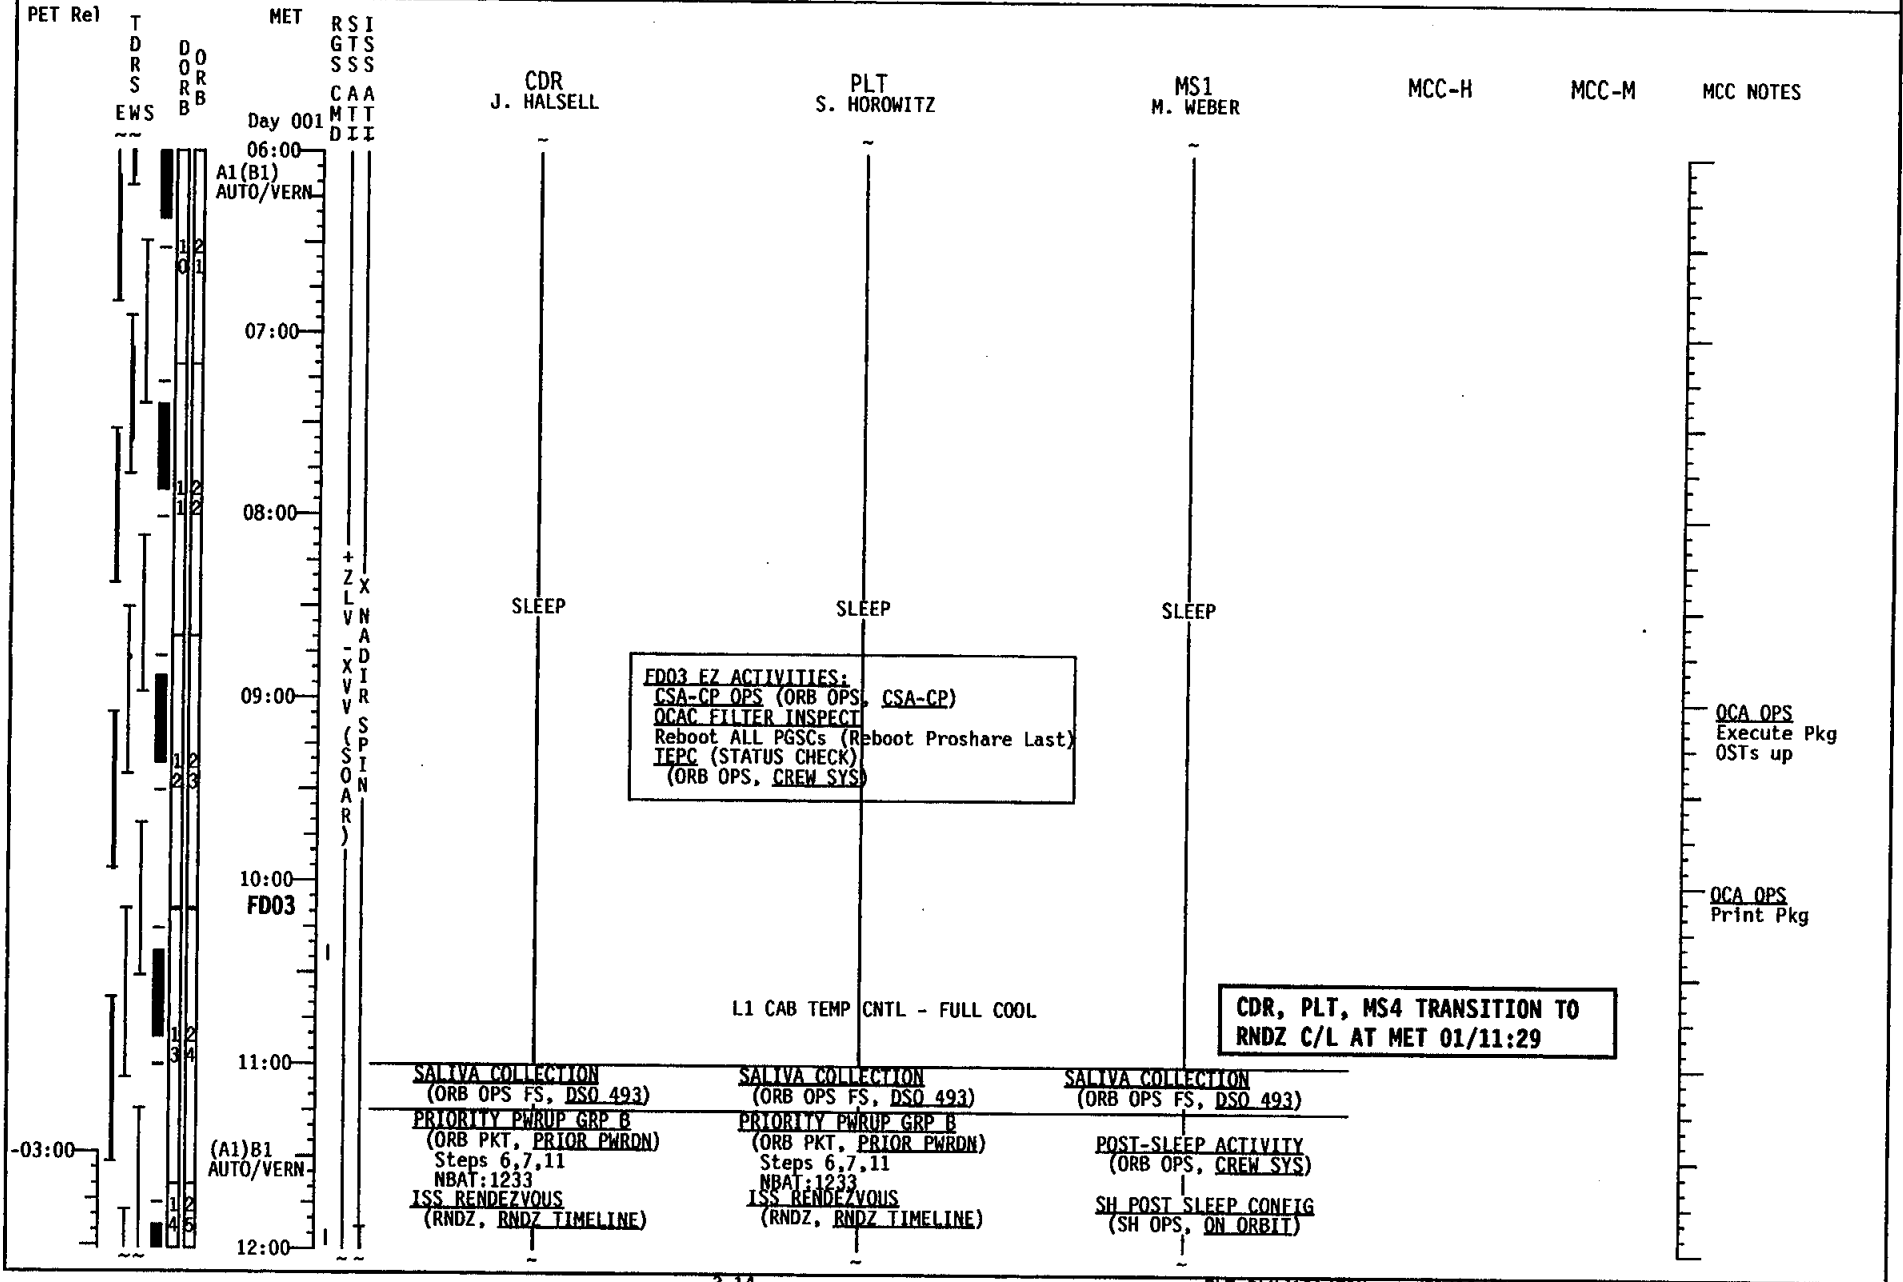 PET Rel
TDRS
EWS
DORB
ORB
MET
RGS CMD
STS ATT
ISS ATT
CDR
J. HALSELL
PLT
S. HOROWITZ
MS1
M. WEBER
MCC-H
MCC-M
MCC NOTES
Day 001
~~
~
~
~
06:00
A1(B1)
AUTO/VERN
10
21
07:00
11
22
08:00
+ZLV -XVV (SOAR)
X NADIR SPIN
SLEEP
SLEEP
SLEEP
FD03 EZ ACTIVITIES:
CSA-CP OPS (ORB OPS, CSA-CP)
OCAC FILTER INSPECT
Reboot ALL PGSCs (Reboot Proshare Last)
TEPC (STATUS CHECK)
(ORB OPS, CREW SYS)
09:00
12
23
OCA OPS
Execute Pkg
OSTs up
10:00
FD03
OCA OPS
Print Pkg
L1 CAB TEMP CNTL - FULL COOL
CDR, PLT, MS4 TRANSITION TO
RNDZ C/L AT MET 01/11:29
13
24
11:00
SALIVA COLLECTION
(ORB OPS FS, DSO 493)
PRIORITY PWRUP GRP B
(ORB PKT, PRIOR PWRDN)
Steps 6,7,11
NBAT:1233
ISS RENDEZVOUS
(RNDZ, RNDZ TIMELINE)
SALIVA COLLECTION
(ORB OPS FS, DSO 493)
PRIORITY PWRUP GRP B
(ORB PKT, PRIOR PWRDN)
Steps 6,7,11
NBAT:1233
ISS RENDEZVOUS
(RNDZ, RNDZ TIMELINE)
SALIVA COLLECTION
(ORB OPS FS, DSO 493)
POST-SLEEP ACTIVITY
(ORB OPS, CREW SYS)
SH POST SLEEP CONFIG
(SH OPS, ON ORBIT)
-03:00
(A1)B1
AUTO/VERN
14
25
12:00
~~
~~
~
~
~